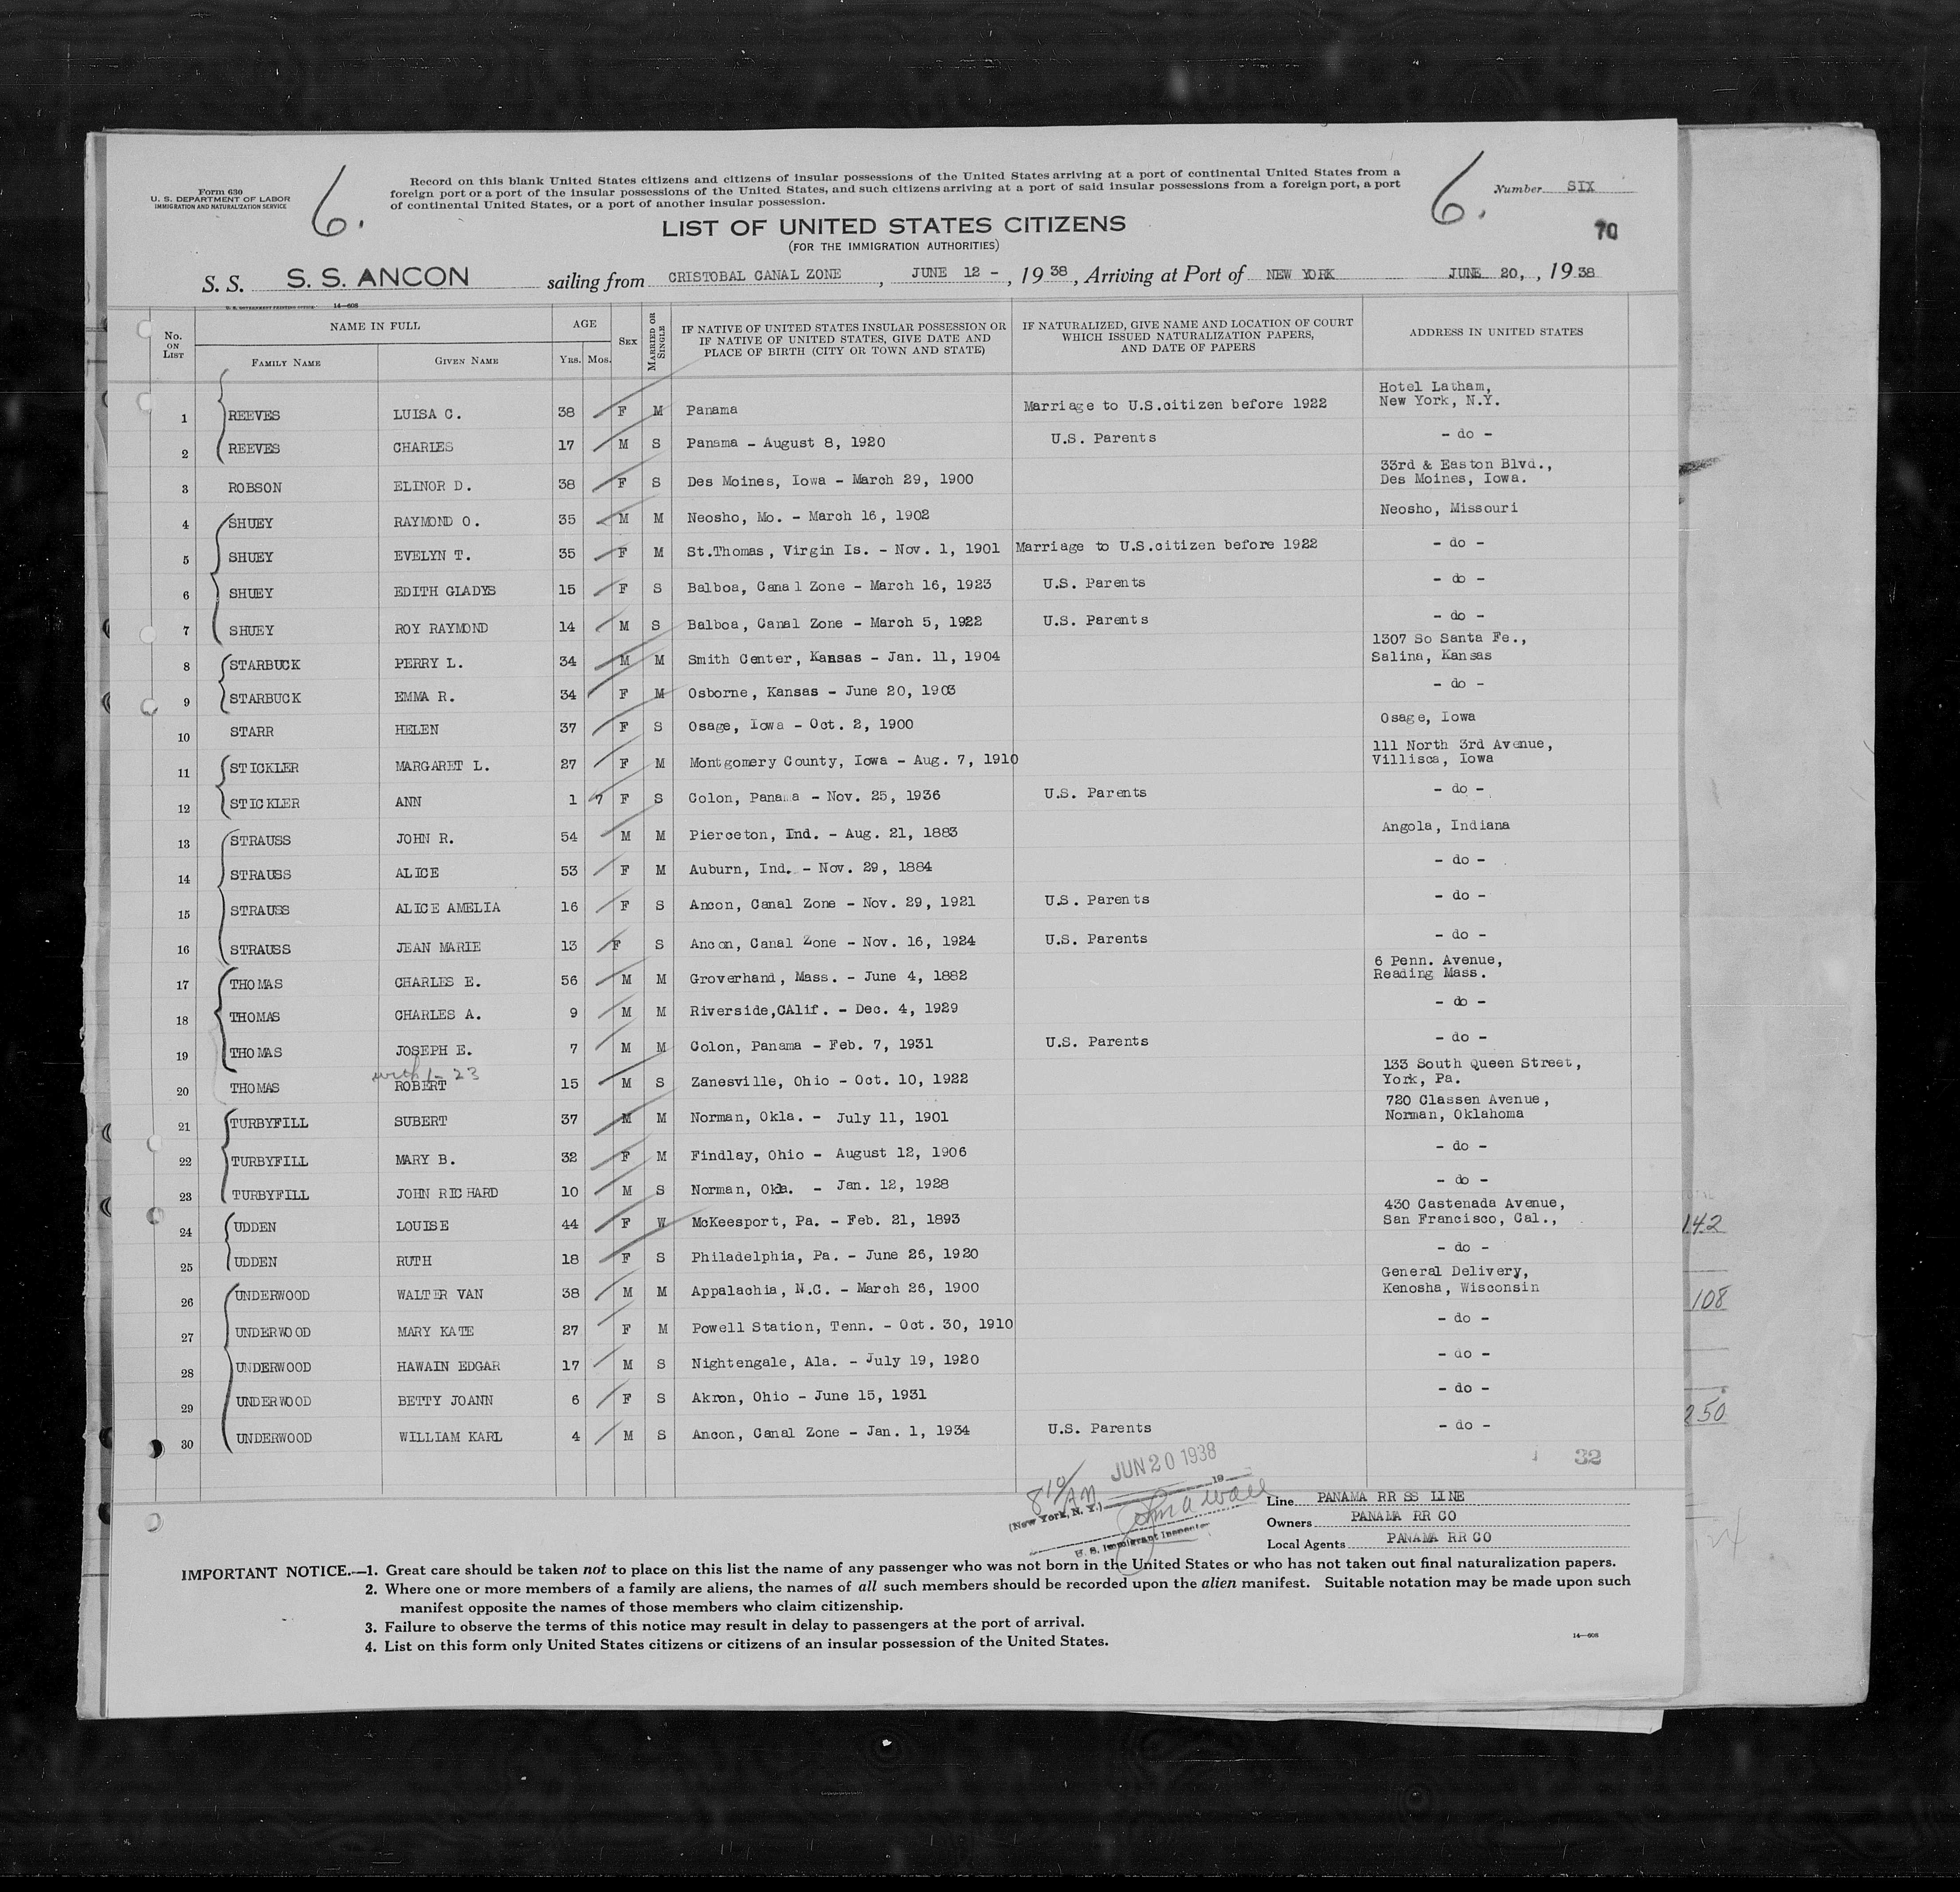 Form 630
U. S. DEPARTMENT OF LABOR
IMMIGRATION AND NATURALIZATION SERVICE
6.
Record on this blank United States citizens and citizens of insular possessions of the United States arriving at a port of continental United States from a
foreign port or a port of the insular possessions of the United States, and such citizens arriving at a port of said insular possessions from a foreign port, a port
of continental United States, or a port of another insular possession.
6.
Number SIX
70
LIST OF UNITED STATES CITIZENS
(FOR THE IMMIGRATION AUTHORITIES)
S. S. S. S. ANCON sailing from CRISTOBAL CANAL ZONE, JUNE 12 -, 1938, Arriving at Port of NEW YORK JUNE 20, , 1938
U. S. GOVERNMENT PRINTING OFFICE 14—608
No. ON LIST
NAME IN FULL
FAMILY NAME
GIVEN NAME
AGE
YRS. MOS.
SEX
MARRIED OR SINGLE
IF NATIVE OF UNITED STATES INSULAR POSSESSION OR
IF NATIVE OF UNITED STATES, GIVE DATE AND
PLACE OF BIRTH (CITY OR TOWN AND STATE)
IF NATURALIZED, GIVE NAME AND LOCATION OF COURT
WHICH ISSUED NATURALIZATION PAPERS,
AND DATE OF PAPERS
ADDRESS IN UNITED STATES
1 REEVES LUISA C. 38 F M Panama Marriage to U.S.citizen before 1922 Hotel Latham,
New York, N.Y.
2 REEVES CHARLES 17 M S Panama - August 8, 1920 U.S. Parents - do -
3 ROBSON ELINOR D. 38 F S Des Moines, Iowa - March 29, 1900 33rd & Easton Blvd.,
Des Moines, Iowa.
4 SHUEY RAYMOND O. 35 M M Neosho, Mo. - March 16, 1902 Neosho, Missouri
5 SHUEY EVELYN T. 35 F M St.Thomas, Virgin Is. - Nov. 1, 1901 Marriage to U.S.citizen before 1922 - do -
6 SHUEY EDITH GLADYS 15 F S Balboa, Canal Zone - March 16, 1923 U.S. Parents - do -
7 SHUEY ROY RAYMOND 14 M S Balboa, Canal Zone - March 5, 1922 U.S. Parents - do -
8 STARBUCK PERRY L. 34 M M Smith Center, Kansas - Jan. 11, 1904 1307 So Santa Fe.,
Salina, Kansas
9 STARBUCK EMMA R. 34 F M Osborne, Kansas - June 20, 1903 - do -
10 STARR HELEN 37 F S Osage, Iowa - Oct. 2, 1900 Osage, Iowa
11 STICKLER MARGARET L. 27 F M Montgomery County, Iowa - Aug. 7, 1910 111 North 3rd Avenue,
Villisca, Iowa
12 STICKLER ANN 1 7 F S Colon, Panama - Nov. 25, 1936 U.S. Parents - do -
13 STRAUSS JOHN R. 54 M M Pierceton, Ind. - Aug. 21, 1883 Angola, Indiana
14 STRAUSS ALICE 53 F M Auburn, Ind. - Nov. 29, 1884 - do -
15 STRAUSS ALICE AMELIA 16 F S Ancon, Canal Zone - Nov. 29, 1921 U.S. Parents - do -
16 STRAUSS JEAN MARIE 13 F S Ancon, Canal Zone - Nov. 16, 1924 U.S. Parents - do -
17 THOMAS CHARLES E. 56 M M Groverhand, Mass. - June 4, 1882 6 Penn. Avenue,
Reading Mass.
18 THOMAS CHARLES A. 9 M M Riverside,CAlif. - Dec. 4, 1929 - do -
19 THOMAS JOSEPH E. 7 M M Colon, Panama - Feb. 7, 1931 U.S. Parents - do -
with 1-23
20 THOMAS ROBERT 15 M S Zanesville, Ohio - Oct. 10, 1922 133 South Queen Street,
York, Pa.
21 TURBYFILL SUBERT 37 M M Norman, Okla. - July 11, 1901 720 Classen Avenue,
Norman, Oklahoma
22 TURBYFILL MARY B. 32 F M Findlay, Ohio - August 12, 1906 - do -
23 TURBYFILL JOHN RICHARD 10 M S Norman, Okla. - Jan. 12, 1928 - do -
24 UDDEN LOUISE 44 F W McKeesport, Pa. - Feb. 21, 1893 430 Castenada Avenue,
San Francisco, Cal.,
25 UDDEN RUTH 18 F S Philadelphia, Pa. - June 26, 1920 - do -
26 UNDERWOOD WALTER VAN 38 M M Appalachia, N.C. - March 26, 1900 General Delivery,
Kenosha, Wisconsin
27 UNDERWOOD MARY KATE 27 F M Powell Station, Tenn. - Oct. 30, 1910 - do -
28 UNDERWOOD HAWAIN EDGAR 17 M S Nightengale, Ala. - July 19, 1920 - do -
29 UNDERWOOD BETTY JOANN 6 F S Akron, Ohio - June 15, 1931 - do -
30 UNDERWOOD WILLIAM KARL 4 M S Ancon, Canal Zone - Jan. 1, 1934 U.S. Parents - do -
142
108
250
32
JUN 20 1938
8 10/AM
(New York, N. Y.) 19
U. S. Immigrant Inspector
Line PANAMA RR SS LINE
Owners PANAMA RR CO
Local Agents PANAMA RR CO
IMPORTANT NOTICE.—1. Great care should be taken not to place on this list the name of any passenger who was not born in the United States or who has not taken out final naturalization papers.
2. Where one or more members of a family are aliens, the names of all such members should be recorded upon the alien manifest. Suitable notation may be made upon such
manifest opposite the names of those members who claim citizenship.
3. Failure to observe the terms of this notice may result in delay to passengers at the port of arrival.
4. List on this form only United States citizens or citizens of an insular possession of the United States.
14—608